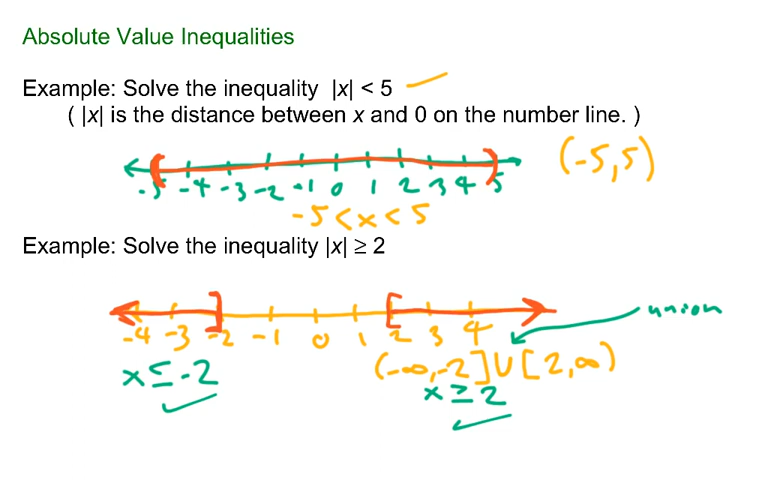 Absolute Value Inequalities
Example: Solve the inequality |x| < 5
( |x| is the distance between x and 0 on the number line. )
(-5,5)
-5 -4 -3 -2 -1 0 1 2 3 4 5
-5 < x < 5
Example: Solve the inequality |x| ≥ 2
union
-4 -3 -2 -1 0 1 2 3 4
(-∞,-2] ∪ [2,∞)
x ≤ -2
x ≥ 2